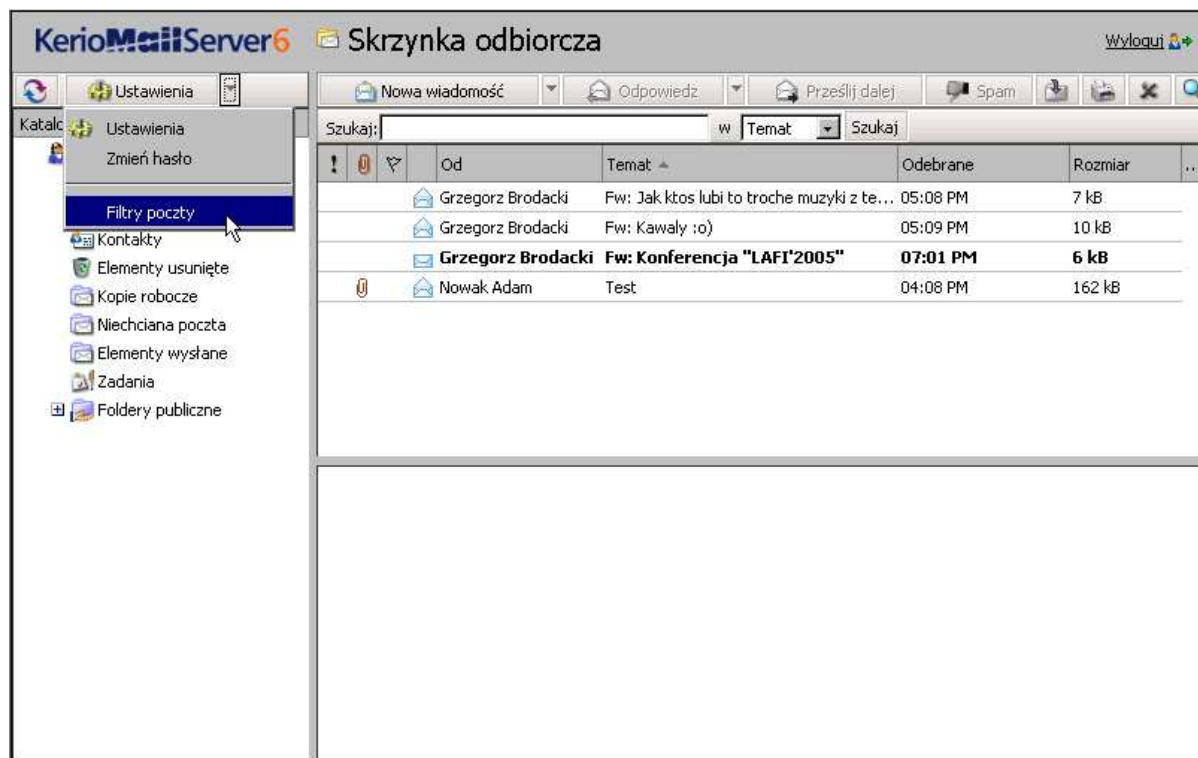 KerioMailServer6 Skrzynka odbiorcza Wyloguj
Ustawienia Nowa wiadomość Odpowiedz Prześlij dalej Spam
Katalc Szukaj: w Temat Szukaj
Ustawienia
Zmień hasło
Filtry poczty
! Od Temat Odebrane Rozmiar ..
Grzegorz Brodacki Fw: Jak ktos lubi to troche muzyki z te... 05:08 PM 7 kB
Grzegorz Brodacki Fw: Kawaly :o) 05:09 PM 10 kB
Grzegorz Brodacki Fw: Konferencja "LAFI'2005" 07:01 PM 6 kB
Nowak Adam Test 04:08 PM 162 kB
Kontakty
Elementy usunięte
Kopie robocze
Niechciana poczta
Elementy wysłane
Zadania
Foldery publiczne